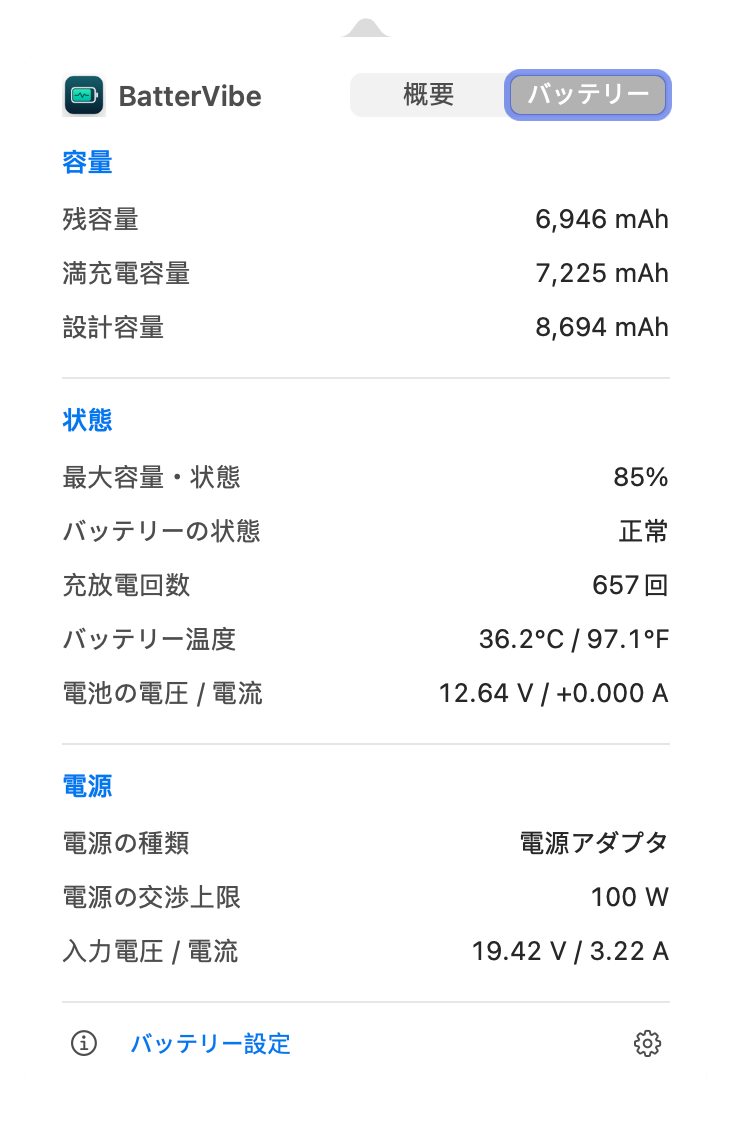 BatterVibe 概要 バッテリー
容量
残容量 6,946 mAh
満充電容量 7,225 mAh
設計容量 8,694 mAh
状態
最大容量・状態 85%
バッテリーの状態 正常
充放電回数 657回
バッテリー温度 36.2°C / 97.1°F
電池の電圧 / 電流 12.64 V / +0.000 A
電源
電源の種類 電源アダプタ
電源の交渉上限 100 W
入力電圧 / 電流 19.42 V / 3.22 A
バッテリー設定